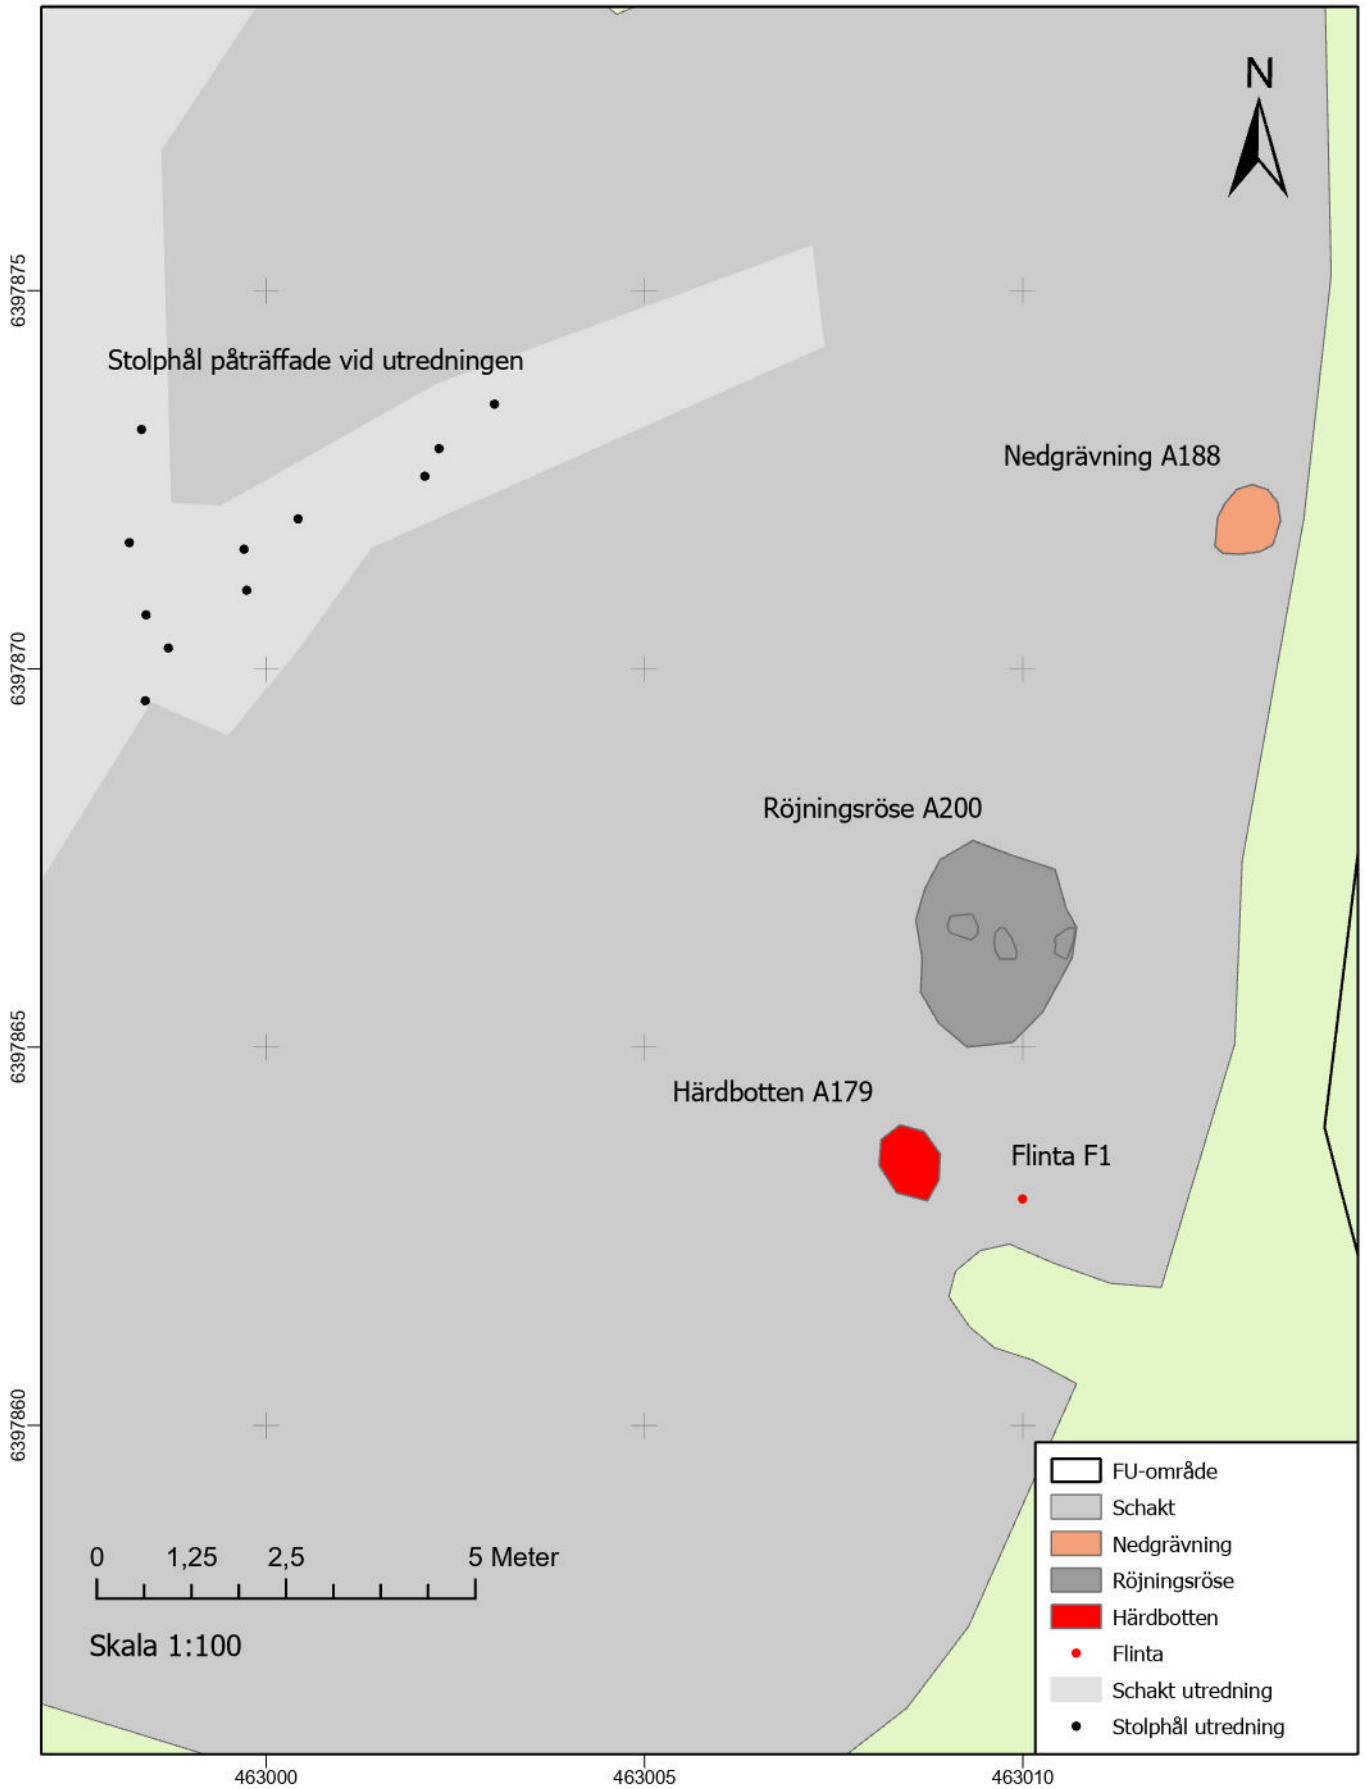 N
6397875
Stolphål påträffade vid utredningen
Nedgrävning A188
6397870
Röjningsröse A200
6397865
Härdbotten A179
Flinta F1
6397860
FU-område
Schakt
Nedgrävning
Röjningsröse
Härdbotten
Flinta
Schakt utredning
Stolphål utredning
0 1,25 2,5 5 Meter
Skala 1:100
463000 463005 463010